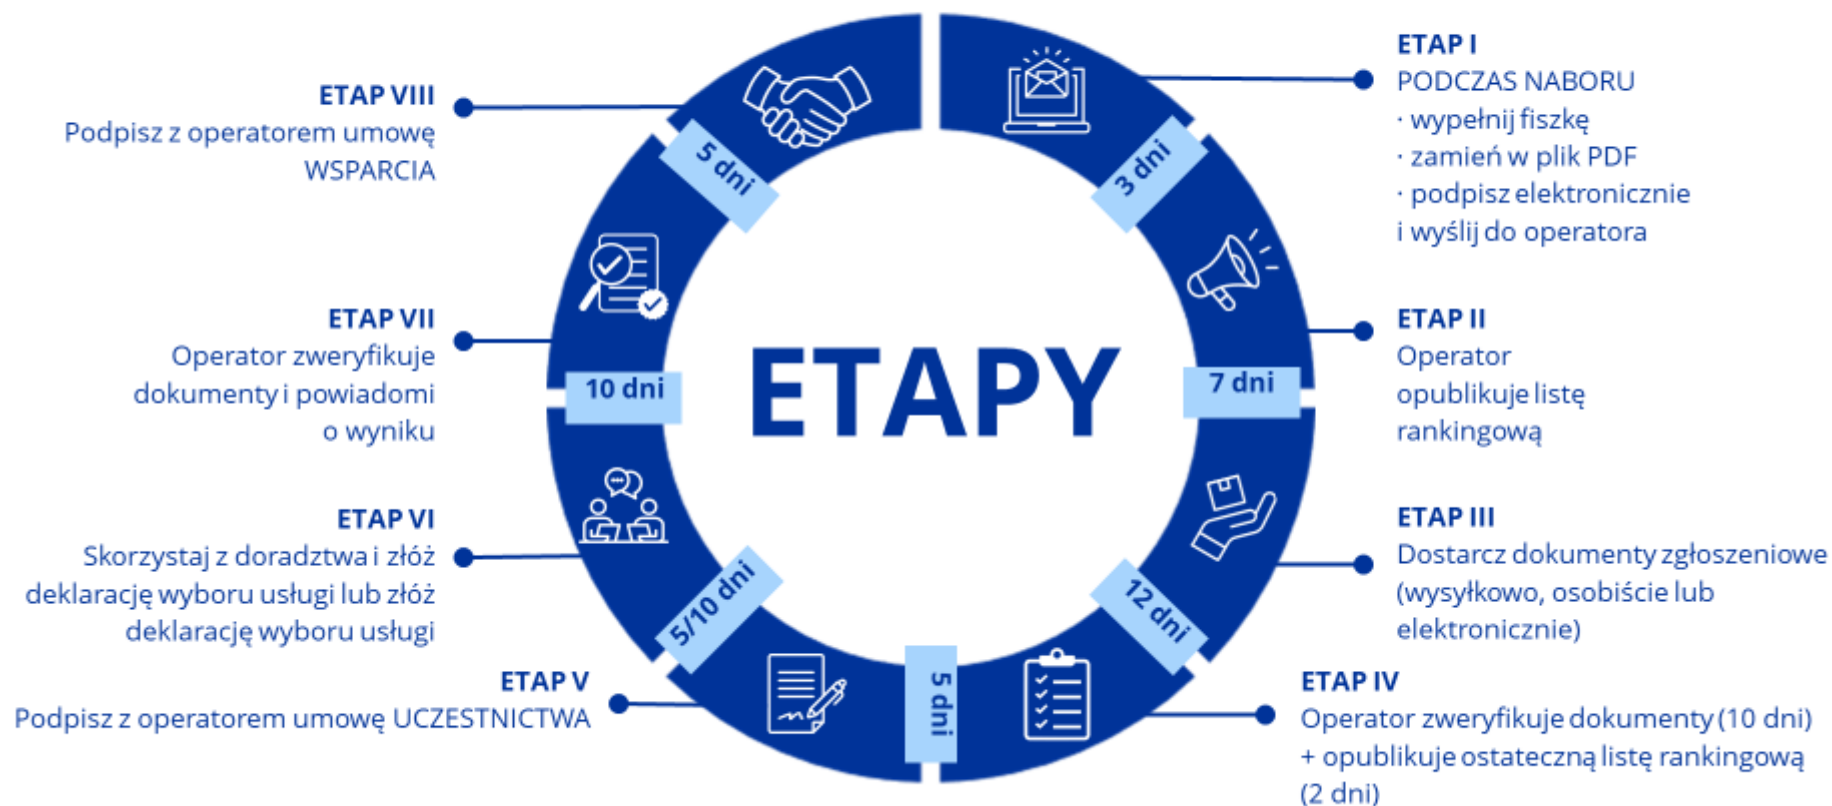 ETAP I
PODCZAS NABORU
· wypełnij fiszkę
· zamień w plik PDF
· podpisz elektronicznie
i wyślij do operatora
3 dni
ETAP II
Operator
opublikuje listę
rankingową
7 dni
ETAP III
Dostarcz dokumenty zgłoszeniowe
(wysyłkowo, osobiście lub
elektronicznie)
12 dni
ETAP IV
Operator zweryfikuje dokumenty (10 dni)
+ opublikuje ostateczną listę rankingową
(2 dni)
5 dni
ETAP V
Podpisz z operatorem umowę UCZESTNICTWA
5/10 dni
ETAP VI
Skorzystaj z doradztwa i złóż
deklarację wyboru usługi lub złóż
deklarację wyboru usługi
10 dni
ETAP VII
Operator zweryfikuje
dokumenty i powiadomi
o wyniku
5 dni
ETAP VIII
Podpisz z operatorem umowę
WSPARCIA
ETAPY